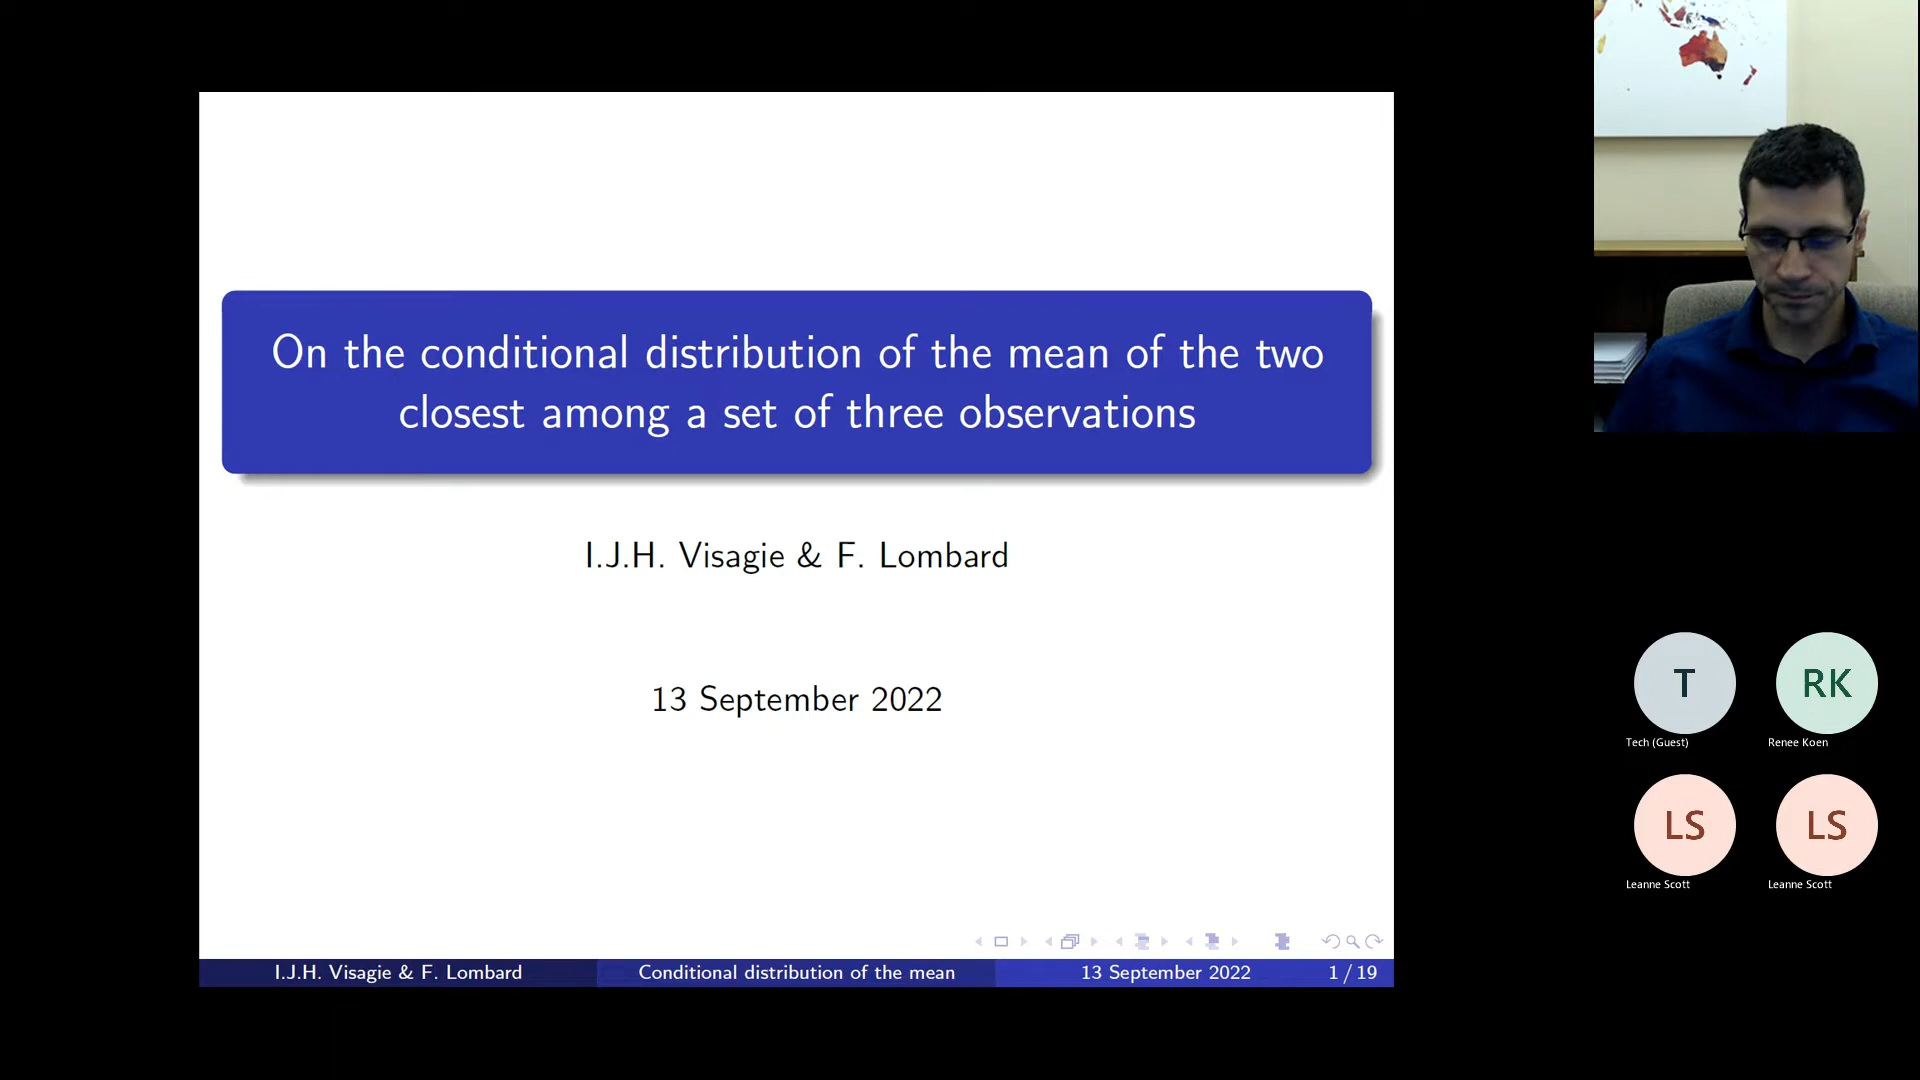 On the conditional distribution of the mean of the two
closest among a set of three observations
I.J.H. Visagie & F. Lombard
13 September 2022
I.J.H. Visagie & F. Lombard
Conditional distribution of the mean
13 September 2022
1 / 19
T
Tech (Guest)
RK
Renee Koen
LS
Leanne Scott
LS
Leanne Scott